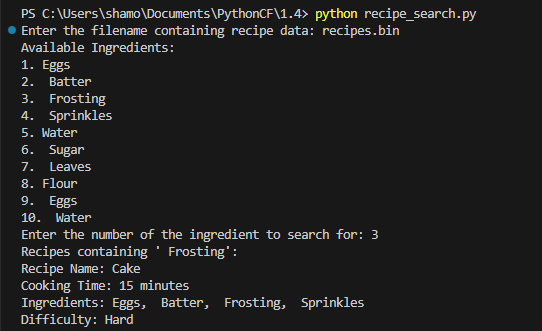 PS C:\Users\shamo\Documents\PythonCF\1.4> python recipe_search.py
Enter the filename containing recipe data: recipes.bin
Available Ingredients:
1. Eggs
2.  Batter
3.  Frosting
4.  Sprinkles
5. Water
6.  Sugar
7.  Leaves
8. Flour
9.  Eggs
10.  Water
Enter the number of the ingredient to search for: 3
Recipes containing ' Frosting':
Recipe Name: Cake
Cooking Time: 15 minutes
Ingredients: Eggs,  Batter,  Frosting,  Sprinkles
Difficulty: Hard